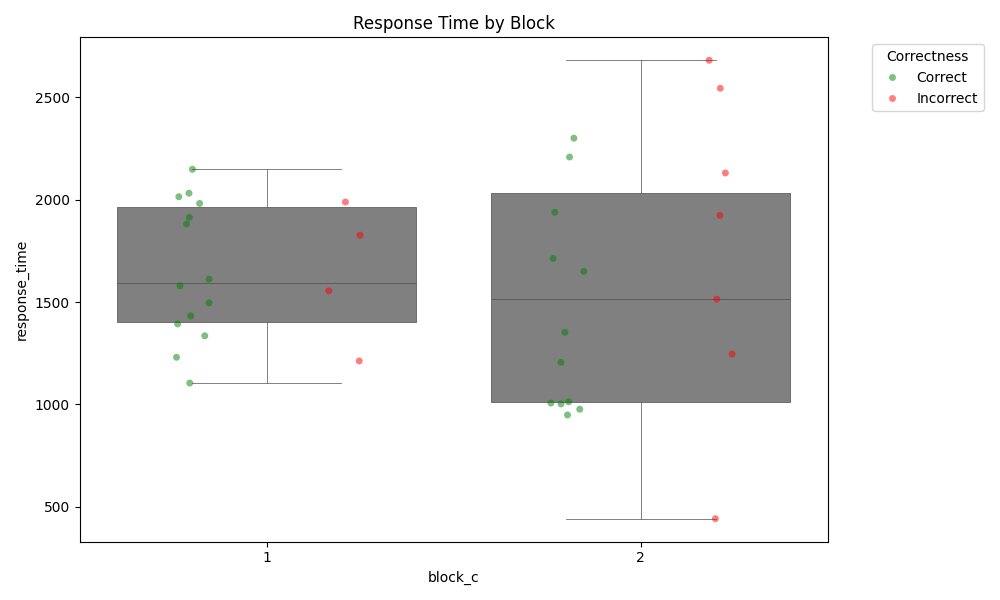 Response Time by Block
Correctness
Correct
Incorrect
2500
2000
1500
1000
500
response_time
1
2
block_c